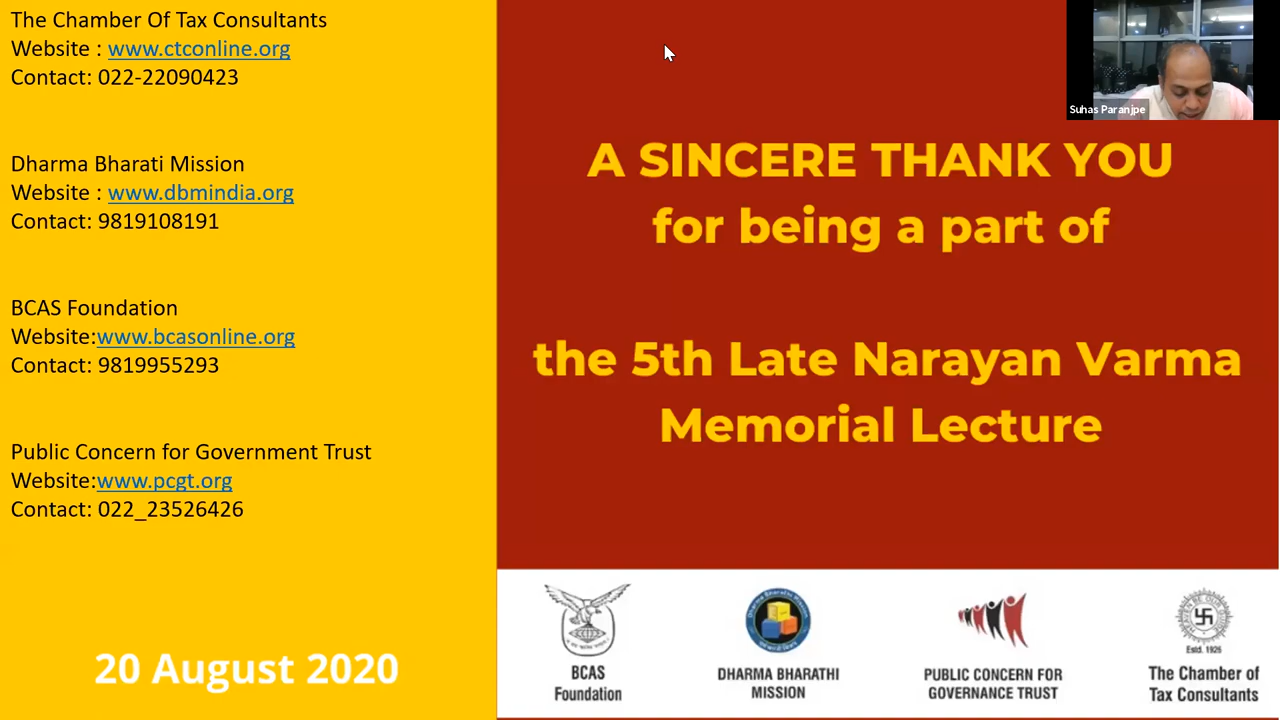 The Chamber Of Tax Consultants
Website : www.ctconline.org
Contact: 022-22090423
Dharma Bharati Mission
Website : www.dbmindia.org
Contact: 9819108191
BCAS Foundation
Website:www.bcasonline.org
Contact: 9819955293
Public Concern for Government Trust
Website:www.pcgt.org
Contact: 022_23526426
20 August 2020
Suhas Paranjpe
A SINCERE THANK YOU
for being a part of
the 5th Late Narayan Varma
Memorial Lecture
BCAS
Foundation
DHARMA BHARATHI
MISSION
PUBLIC CONCERN FOR
GOVERNANCE TRUST
Estd. 1926
The Chamber of
Tax Consultants